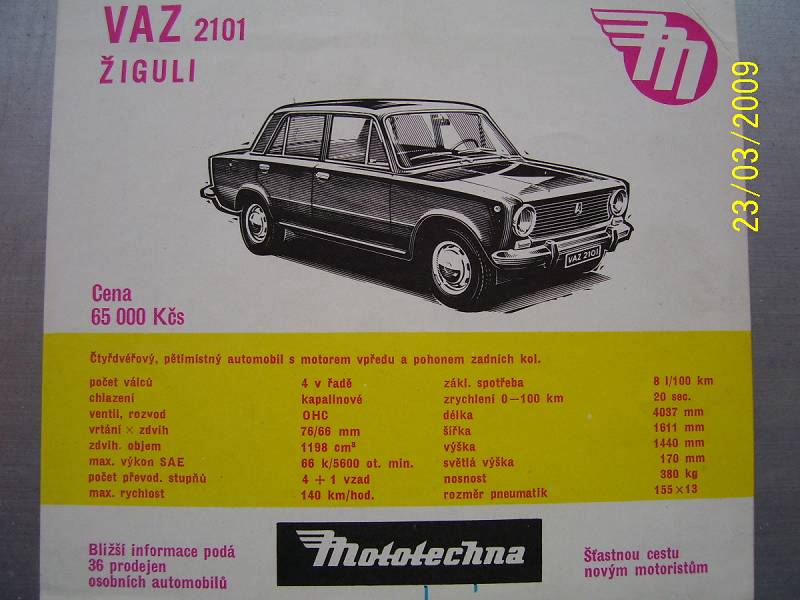 VAZ 2101
ŽIGULI
23/03/2009
VAZ 2101
Cena
65 000 Kčs
Čtyřdvéřový, pětimístný automobil s motorem vpředu a pohonem zadních kol.
počet válců 4 v řadě zákl. spotřeba 8 l/100 km
chlazení kapalinové zrychlení 0—100 km 20 sec.
ventil, rozvod OHC délka 4037 mm
vrtání × zdvih 76/66 mm šířka 1611 mm
zdvih. objem 1198 cm³ výška 1440 mm
max. výkon SAE 66 k/5600 ot. min. světlá výška 170 mm
počet převod. stupňů 4 + 1 vzad nosnost 380 kg
max. rychlost 140 km/hod. rozměr pneumatik 155×13
Bližší informace podá
36 prodejen
osobních automobilů
Mototechna
Šťastnou cestu
novým motoristům